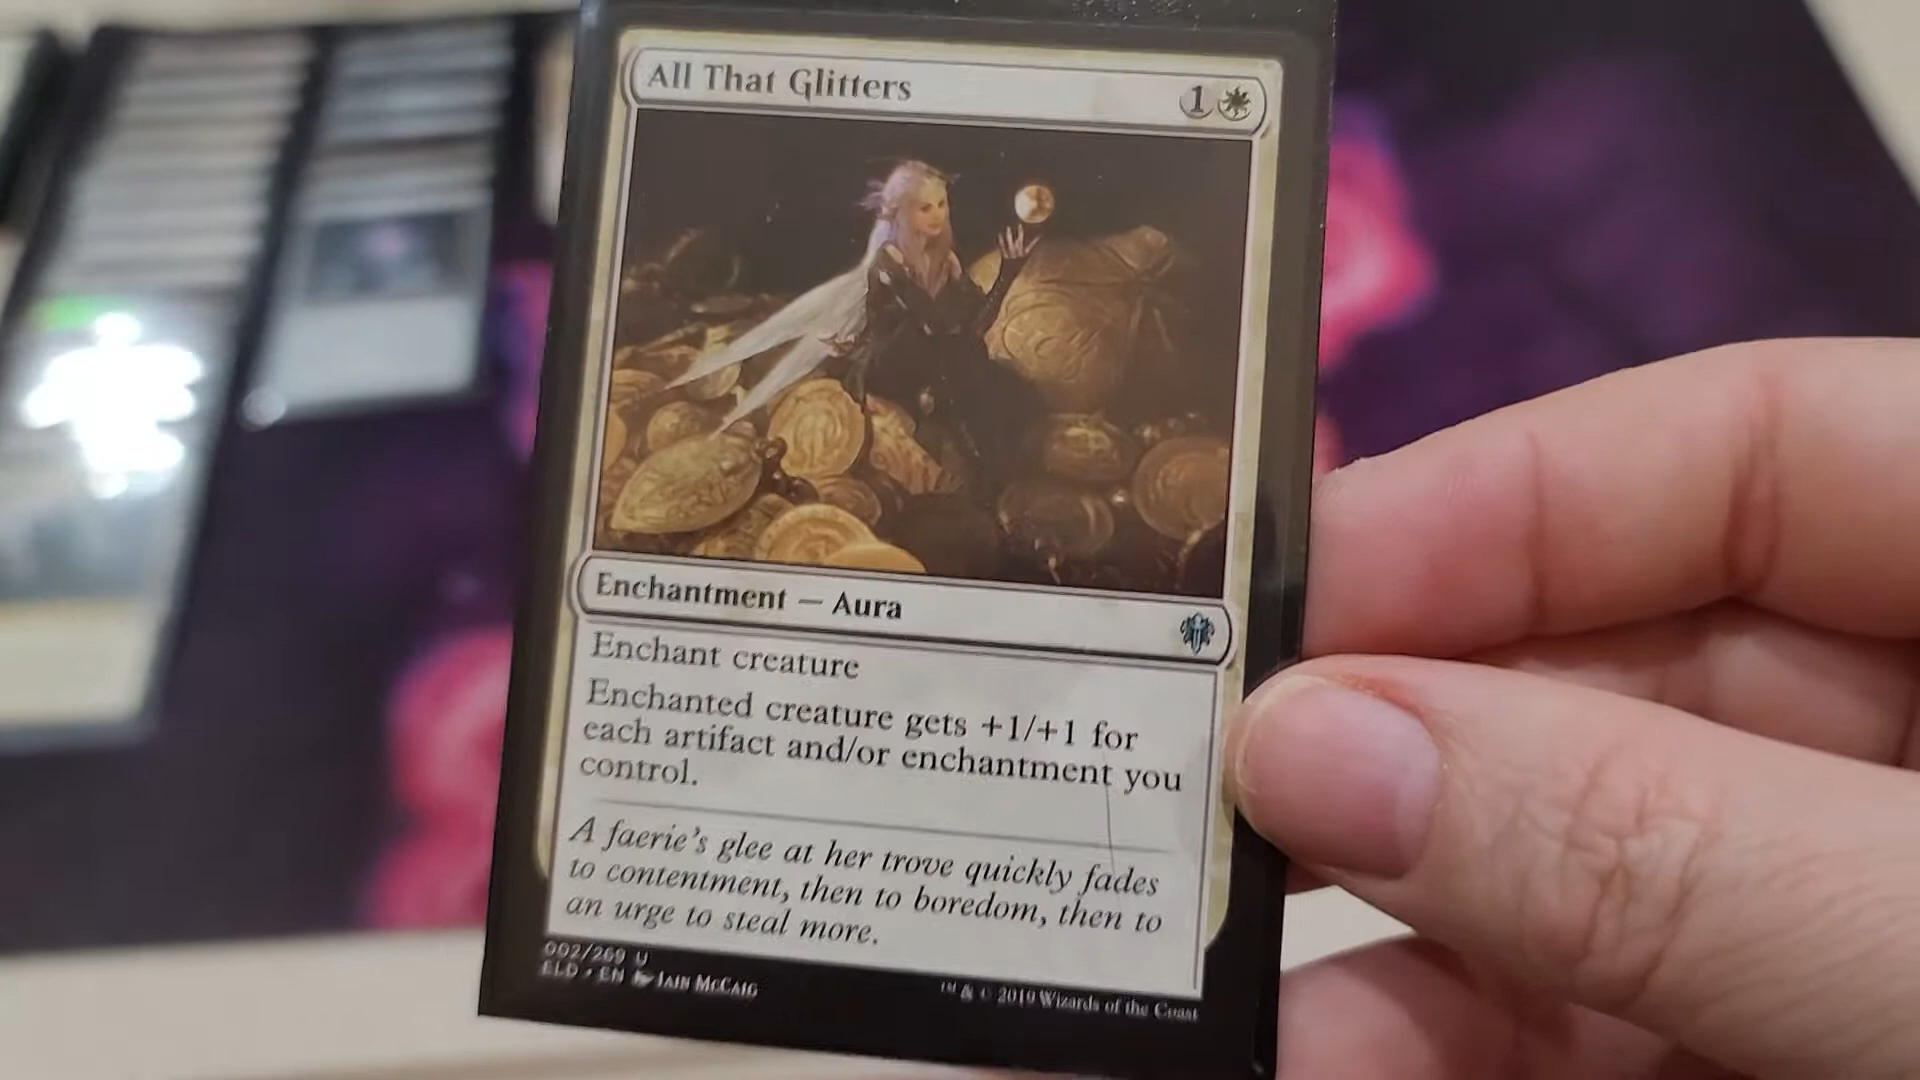 All That Glitters
1
Enchantment — Aura
Enchant creature
Enchanted creature gets +1/+1 for
each artifact and/or enchantment you
control.
A faerie's glee at her trove quickly fades
to contentment, then to boredom, then to
an urge to steal more.
002/269 U
ELD • EN Iain McCaig
™ & © 2019 Wizards of the Coast